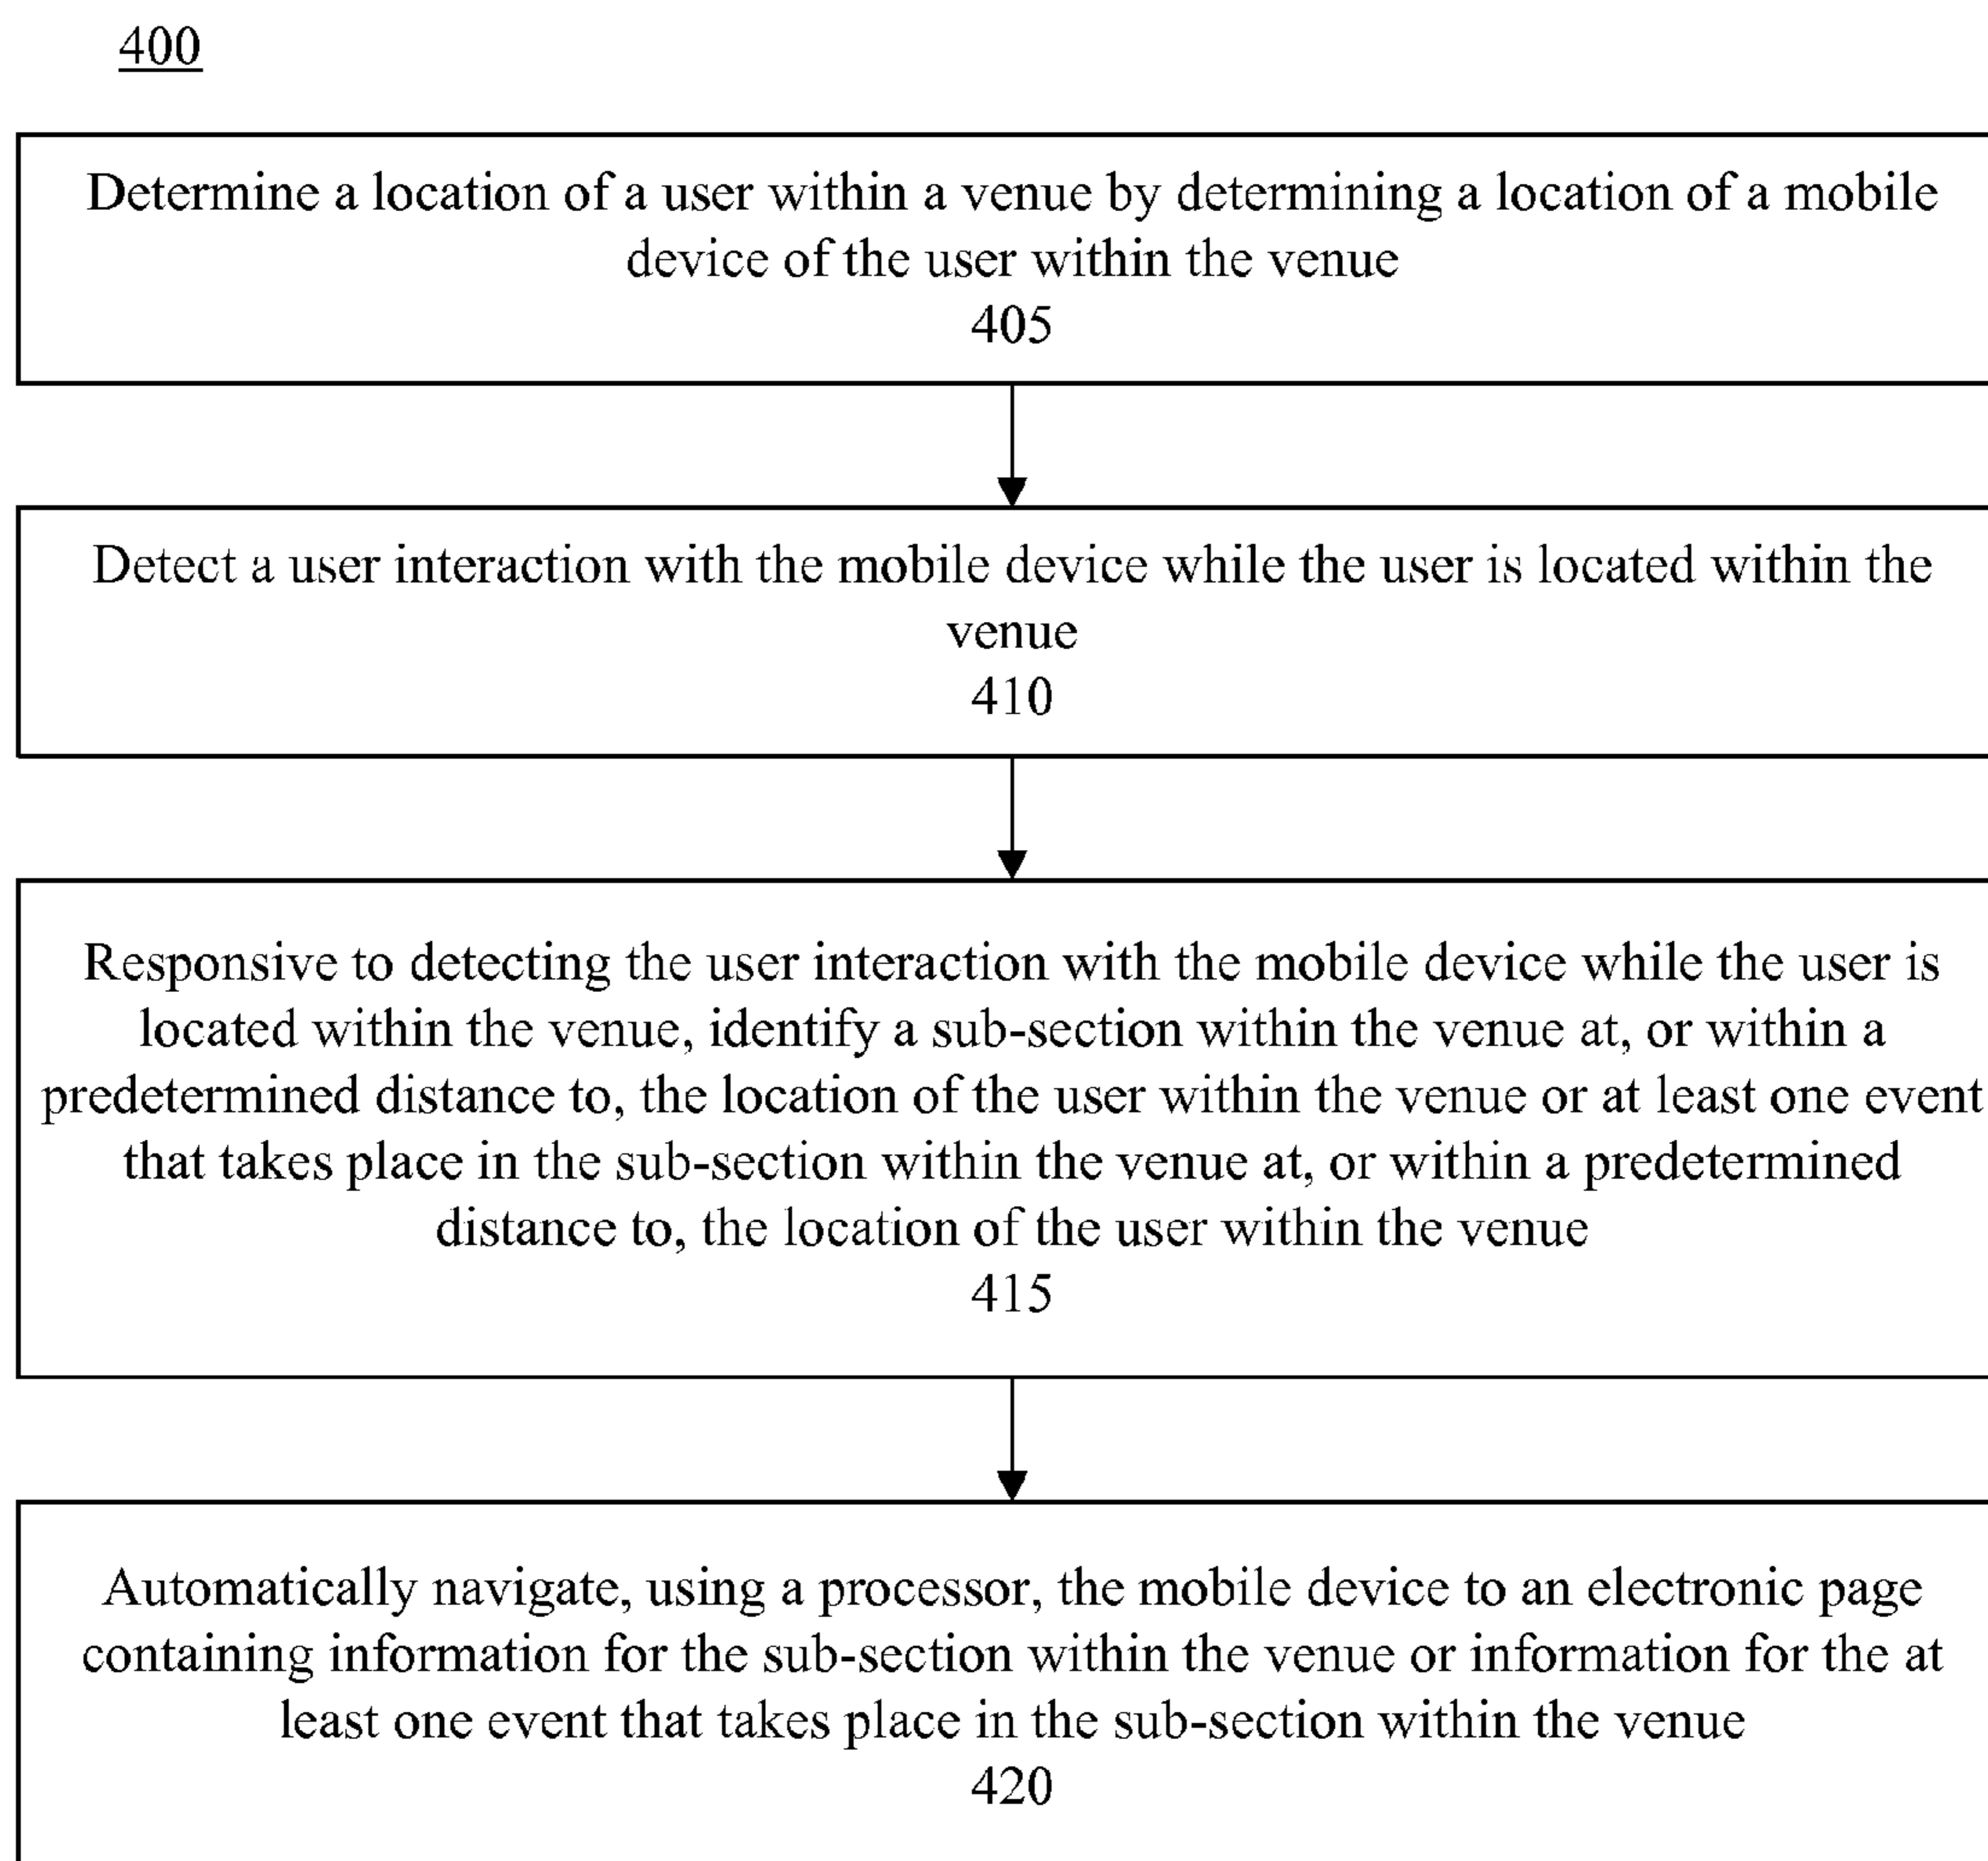 400
Determine a location of a user within a venue by determining a location of a mobile
device of the user within the venue
405
Detect a user interaction with the mobile device while the user is located within the
venue
410
Responsive to detecting the user interaction with the mobile device while the user is
located within the venue, identify a sub-section within the venue at, or within a
predetermined distance to, the location of the user within the venue or at least one event
that takes place in the sub-section within the venue at, or within a predetermined
distance to, the location of the user within the venue
415
Automatically navigate, using a processor, the mobile device to an electronic page
containing information for the sub-section within the venue or information for the at
least one event that takes place in the sub-section within the venue
420